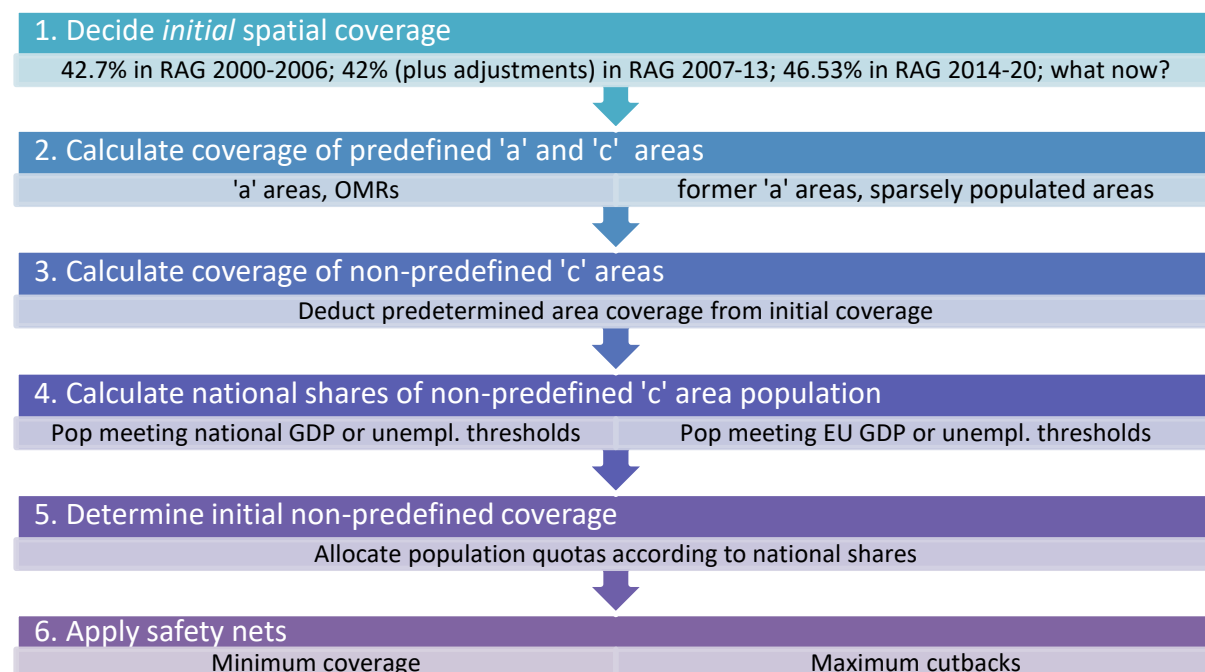 1. Decide initial spatial coverage
42.7% in RAG 2000-2006; 42% (plus adjustments) in RAG 2007-13; 46.53% in RAG 2014-20; what now?
2. Calculate coverage of predefined 'a' and 'c' areas
'a' areas, OMRs
former 'a' areas, sparsely populated areas
3. Calculate coverage of non-predefined 'c' areas
Deduct predetermined area coverage from initial coverage
4. Calculate national shares of non-predefined 'c' area population
Pop meeting national GDP or unempl. thresholds
Pop meeting EU GDP or unempl. thresholds
5. Determine initial non-predefined coverage
Allocate population quotas according to national shares
6. Apply safety nets
Minimum coverage
Maximum cutbacks